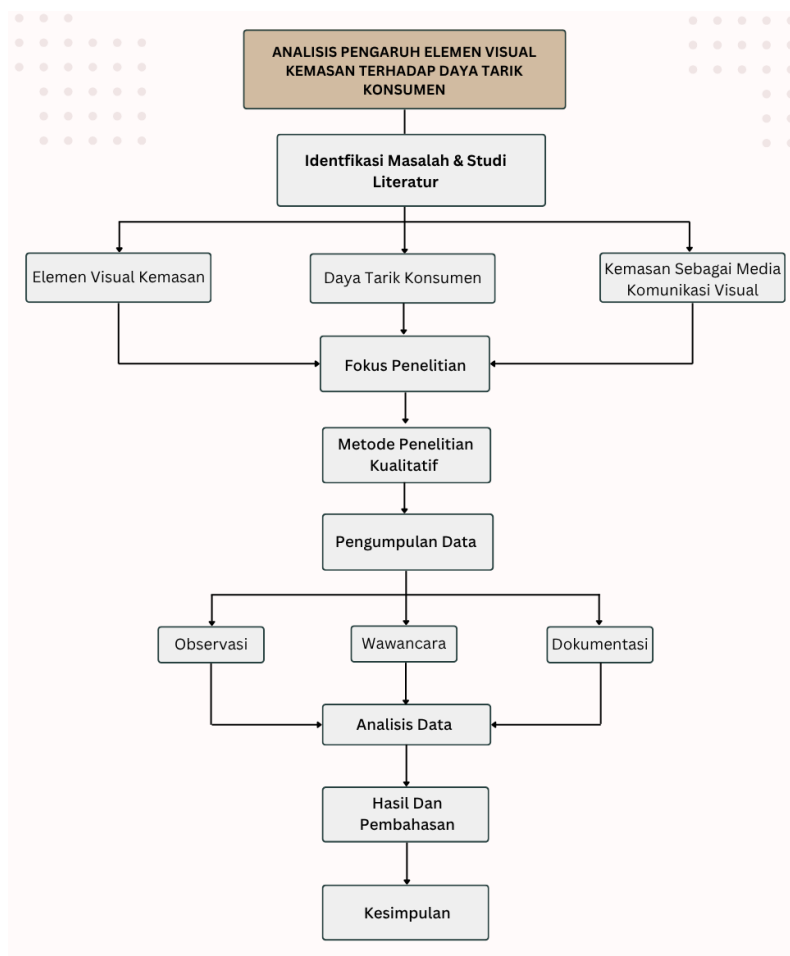 ANALISIS PENGARUH ELEMEN VISUAL
KEMASAN TERHADAP DAYA TARIK
KONSUMEN
Identfikasi Masalah & Studi
Literatur
Elemen Visual Kemasan
Daya Tarik Konsumen
Kemasan Sebagai Media
Komunikasi Visual
Fokus Penelitian
Metode Penelitian
Kualitatif
Pengumpulan Data
Observasi
Wawancara
Dokumentasi
Analisis Data
Hasil Dan
Pembahasan
Kesimpulan